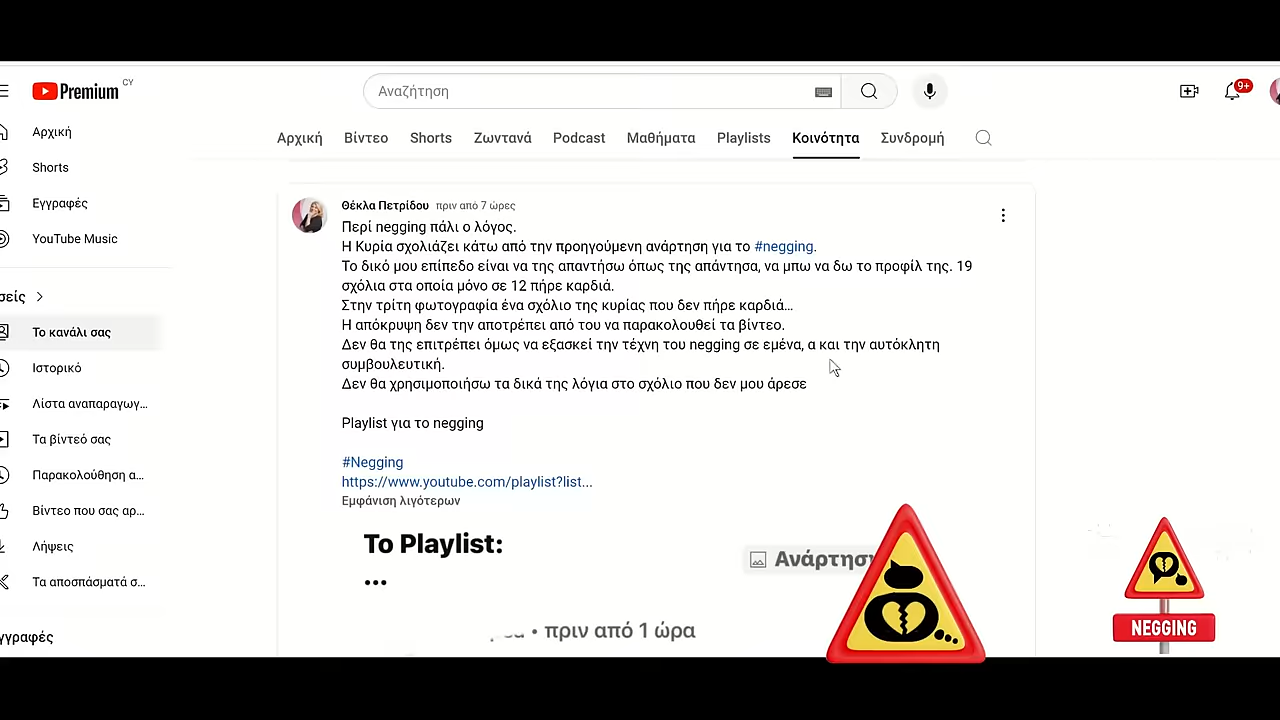 Premium CY
Αναζήτηση
9+
Αρχική
Βίντεο
Shorts
Ζωντανά
Podcast
Μαθήματα
Playlists
Κοινότητα
Συνδρομή
Αρχική
Shorts
Εγγραφές
YouTube Music
σεις
Το κανάλι σας
Ιστορικό
Λίστα αναπαραγωγ...
Τα βίντεό σας
Παρακολούθηση α...
Βίντεο που σας αρ...
Λήψεις
Τα αποσπάσματά σ...
γγραφές
Θέκλα Πετρίδου πριν από 7 ώρες
Περί negging πάλι ο λόγος.
Η Κυρία σχολιάζει κάτω από την προηγούμενη ανάρτηση για το #negging.
Το δικό μου επίπεδο είναι να της απαντήσω όπως της απάντησα, να μπω να δω το προφίλ της. 19
σχόλια στα οποία μόνο σε 12 πήρε καρδιά.
Στην τρίτη φωτογραφία ένα σχόλιο της κυρίας που δεν πήρε καρδιά...
Η απόκρυψη δεν την αποτρέπει από του να παρακολουθεί τα βίντεο.
Δεν θα της επιτρέπει όμως να εξασκεί την τέχνη του negging σε εμένα, α και την αυτόκλητη
συμβουλευτική.
Δεν θα χρησιμοποιήσω τα δικά της λόγια στο σχόλιο που δεν μου άρεσε
Playlist για το negging
#Negging
https://www.youtube.com/playlist?list...
Εμφάνιση λιγότερων
Το Playlist:
...
Ανάρτησ
• πριν από 1 ώρα
NEGGING